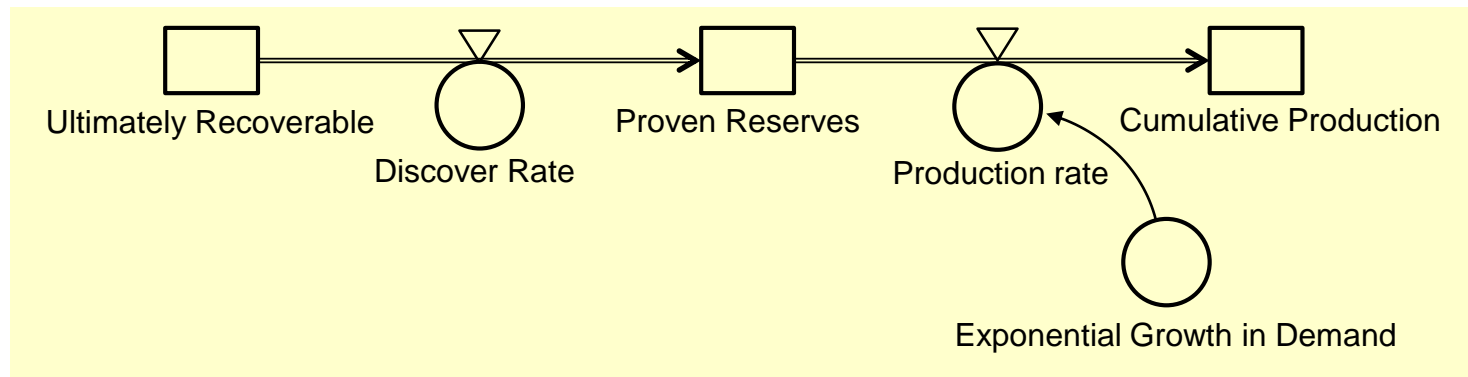 Ultimately Recoverable
Proven Reserves
Cumulative Production
Discover Rate
Production rate
Exponential Growth in Demand